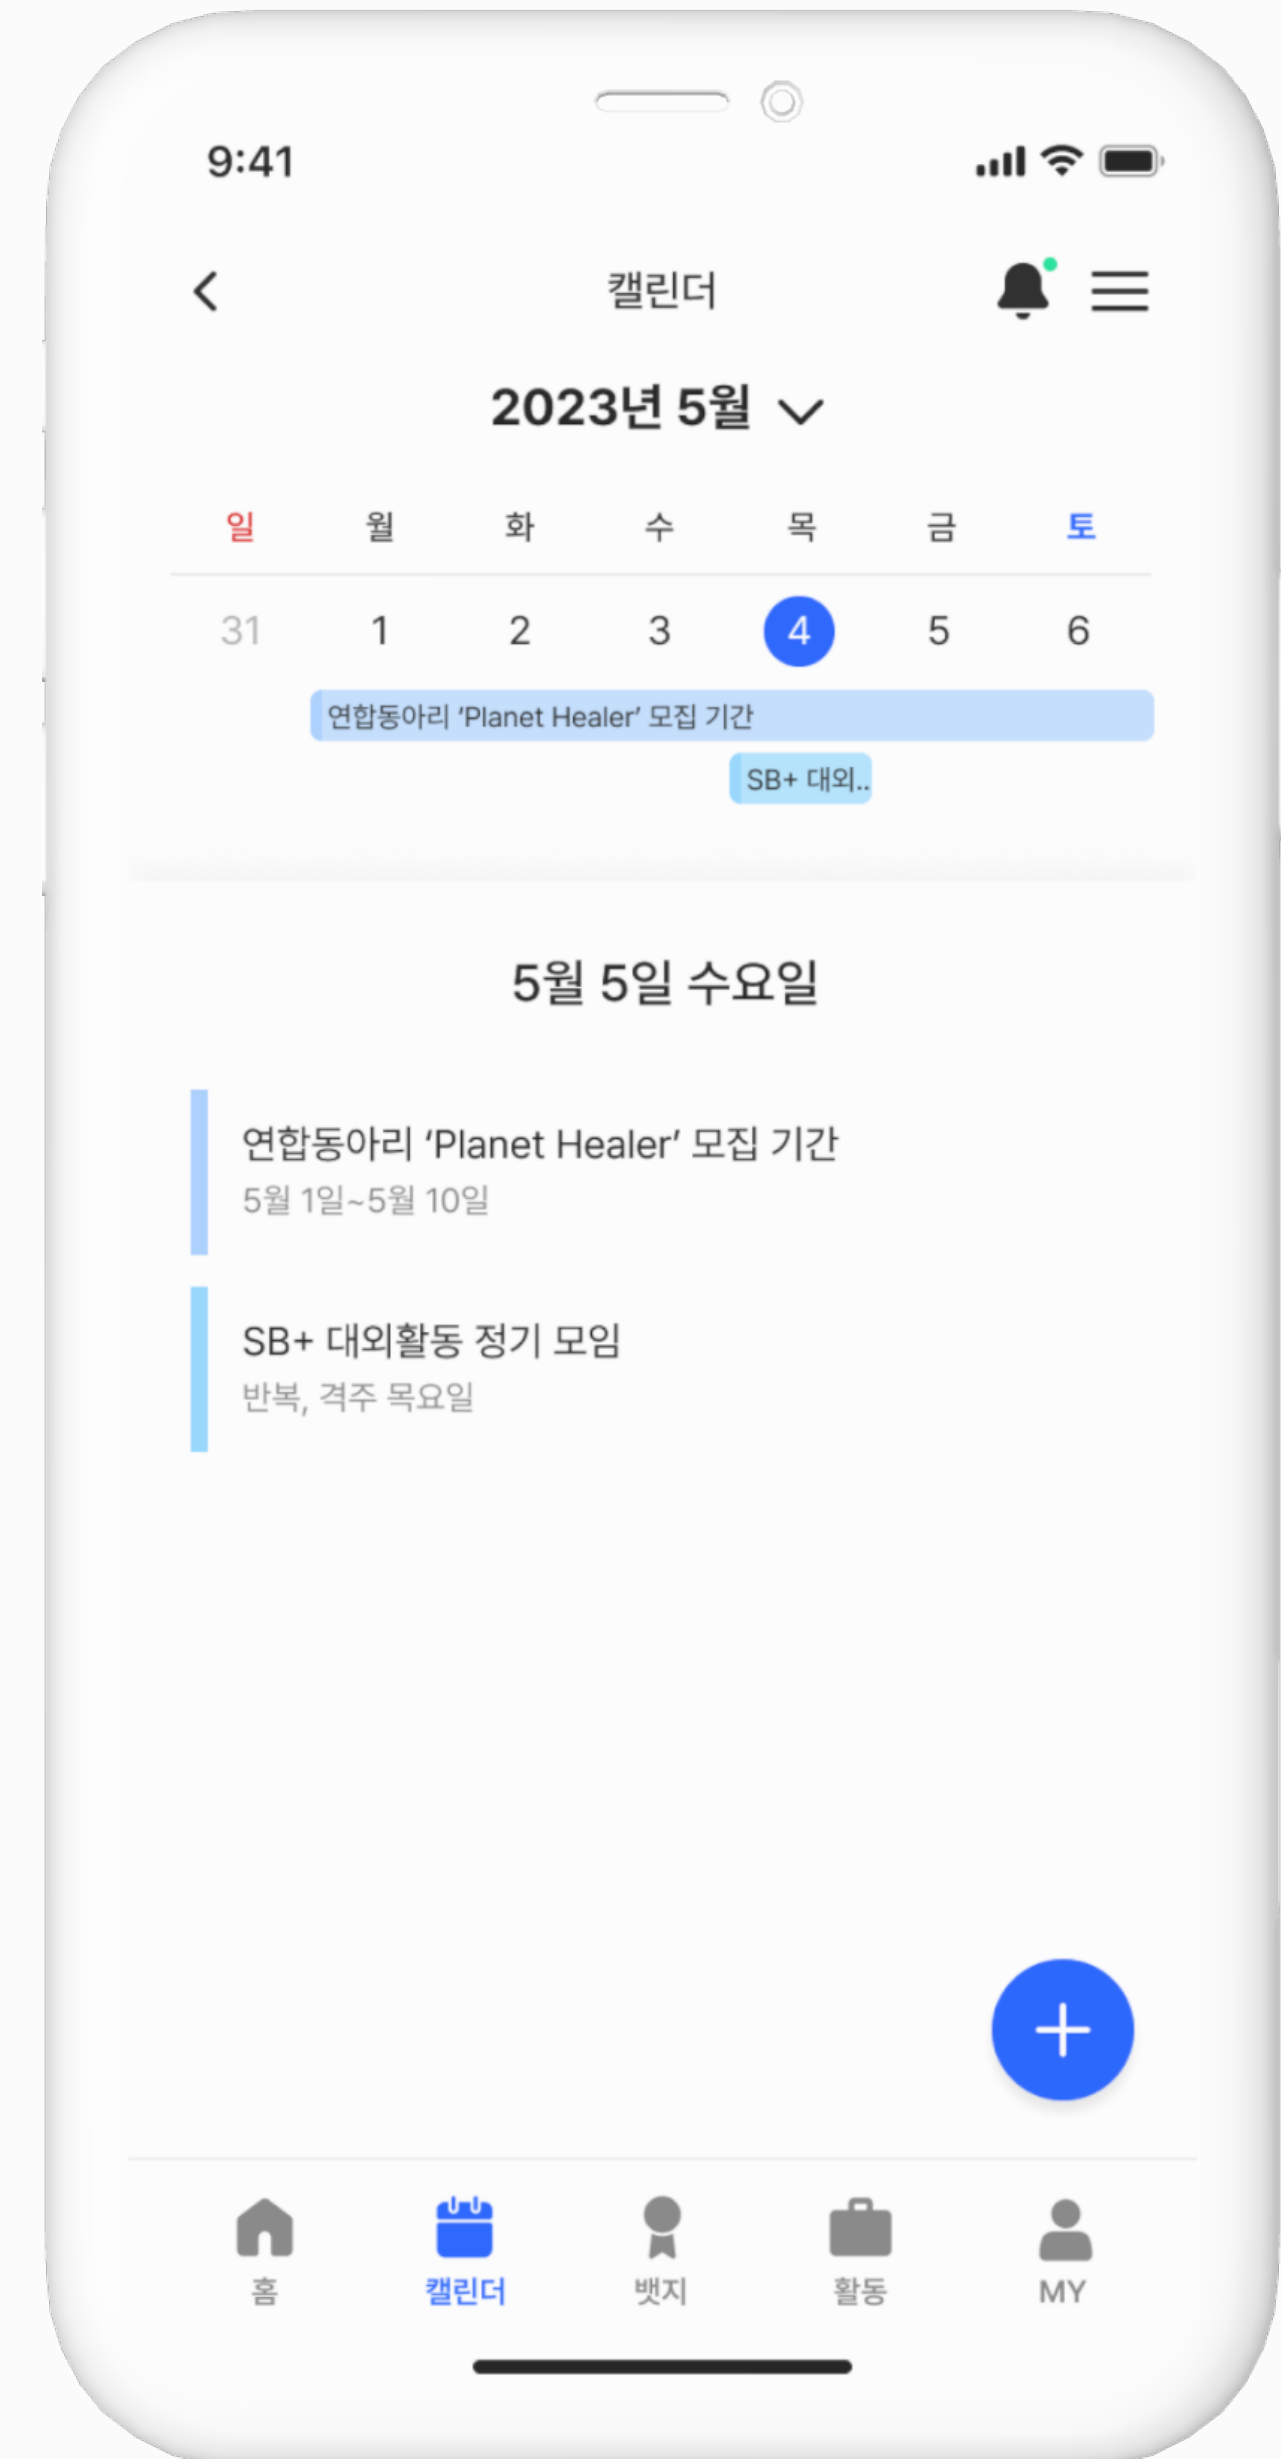 9:41
캘린더
2023년 5월
일 월 화 수 목 금 토
31 1 2 3 4 5 6
연합동아리 ‘Planet Healer’ 모집 기간
SB+ 대외..
5월 5일 수요일
연합동아리 ‘Planet Healer’ 모집 기간
5월 1일~5월 10일
SB+ 대외활동 정기 모임
반복, 격주 목요일
홈 캘린더 뱃지 활동 MY